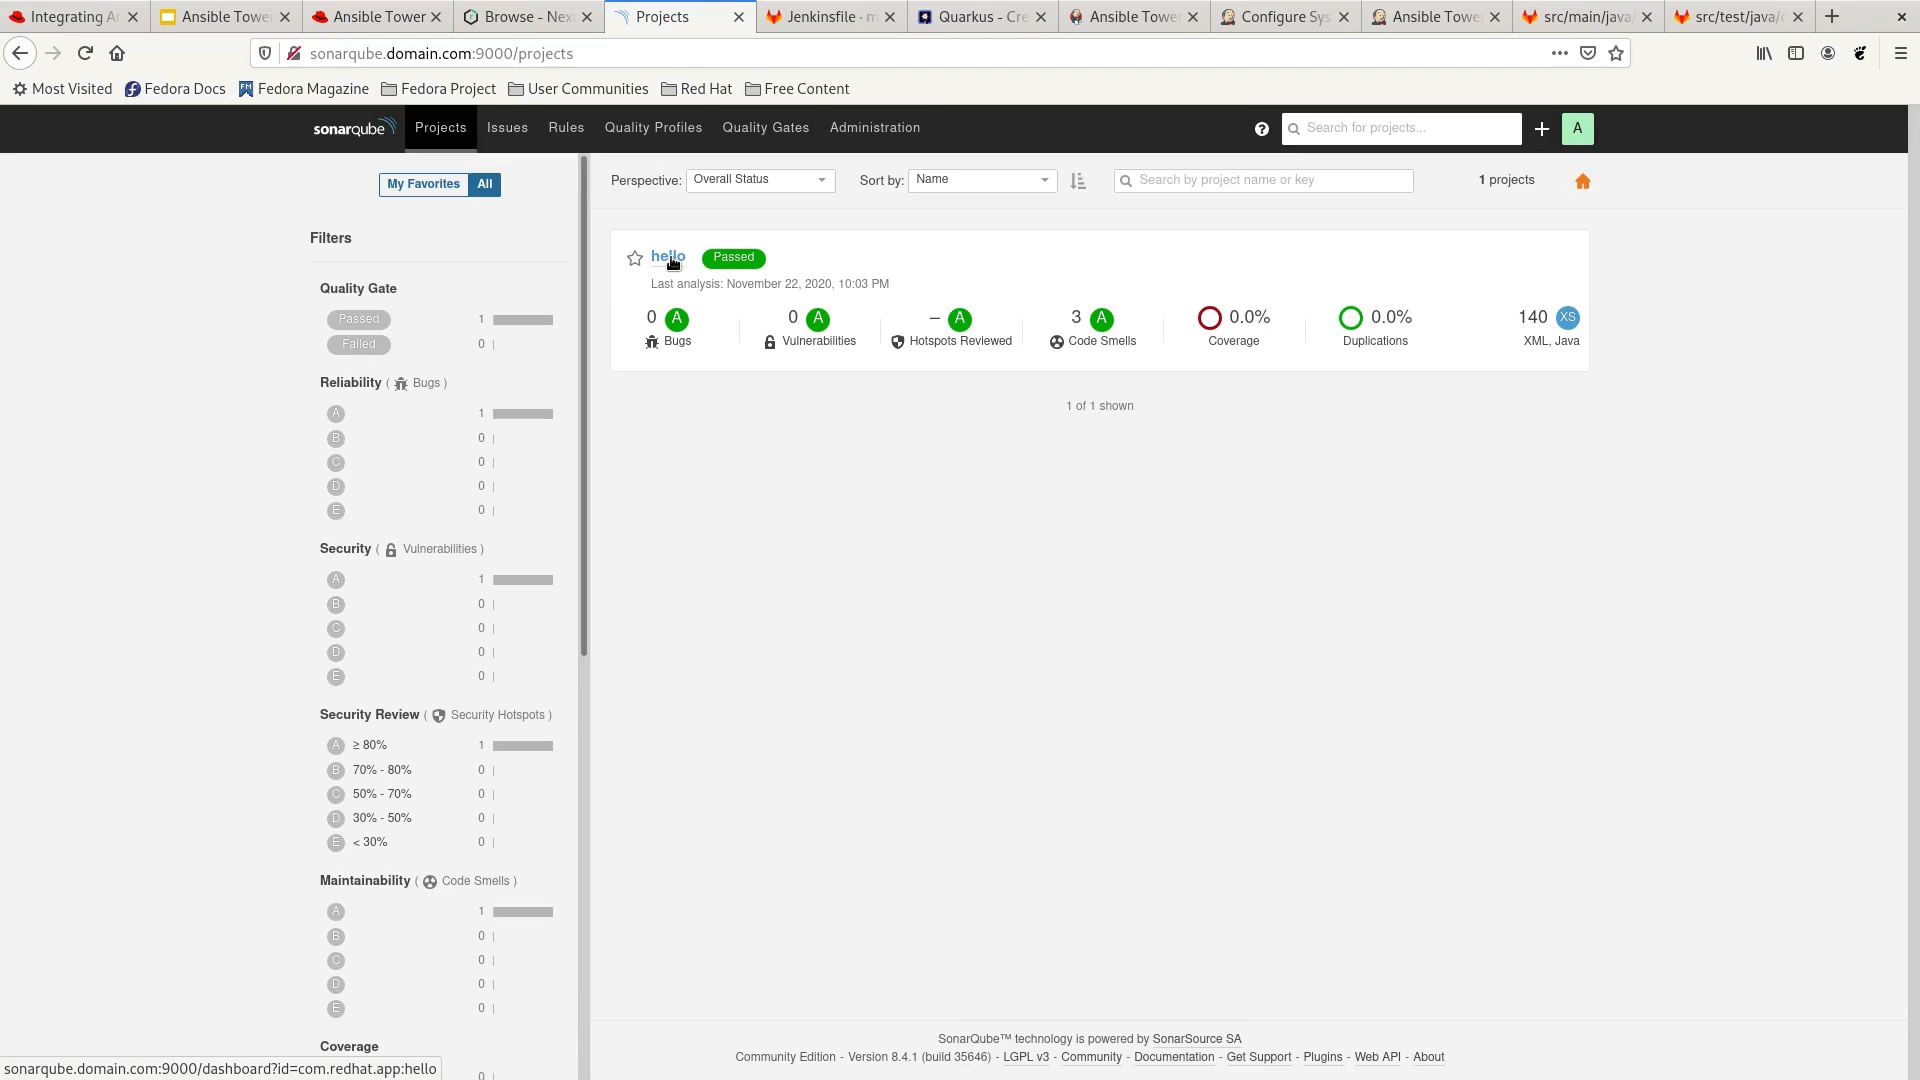 Integrating An
Ansible Towe
Ansible Tower
Browse - Nex
Projects
Jenkinsfile · m
Quarkus - Cre
Ansible Tower
Configure Sys
Ansible Towe
src/main/java/
src/test/java/c
sonarqube.domain.com:9000/projects
Most Visited
Fedora Docs
Fedora Magazine
Fedora Project
User Communities
Red Hat
Free Content
sonarqube
Projects
Issues
Rules
Quality Profiles
Quality Gates
Administration
Search for projects...
A
My Favorites
All
Perspective:
Overall Status
Sort by:
Name
Search by project name or key
1 projects
Filters
Quality Gate
Passed 1
Failed 0
Reliability ( Bugs )
A 1
B 0
C 0
D 0
E 0
Security ( Vulnerabilities )
A 1
B 0
C 0
D 0
E 0
Security Review ( Security Hotspots )
A ≥ 80% 1
B 70% - 80% 0
C 50% - 70% 0
D 30% - 50% 0
E < 30% 0
Maintainability ( Code Smells )
A 1
B 0
C 0
D 0
E 0
Coverage
0
hello Passed
Last analysis: November 22, 2020, 10:03 PM
0 A
Bugs
0 A
Vulnerabilities
– A
Hotspots Reviewed
3 A
Code Smells
0.0%
Coverage
0.0%
Duplications
140 XS
XML, Java
1 of 1 shown
SonarQube™ technology is powered by SonarSource SA
Community Edition - Version 8.4.1 (build 35646) - LGPL v3 - Community - Documentation - Get Support - Plugins - Web API - About
sonarqube.domain.com:9000/dashboard?id=com.redhat.app:hello